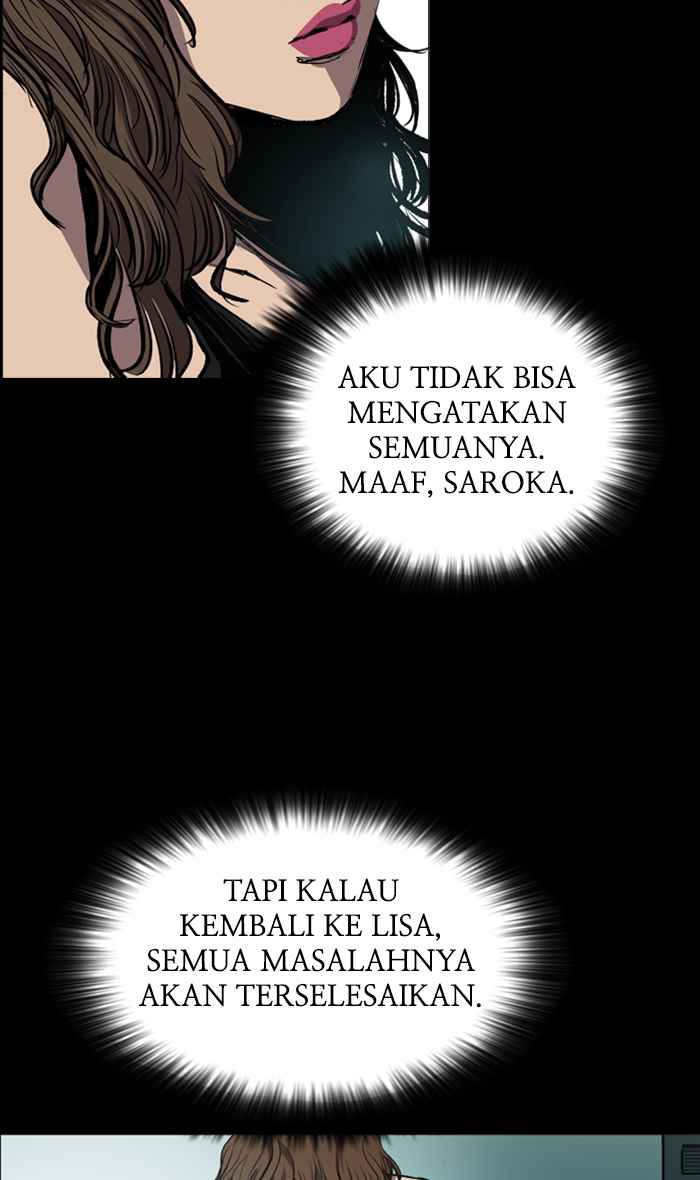 AKU TIDAK BISA
MENGATAKAN
SEMUANYA.
MAAF, SAROKA.
TAPI KALAU
KEMBALI KE LISA,
SEMUA MASALAHNYA
AKAN TERSELESAIKAN.